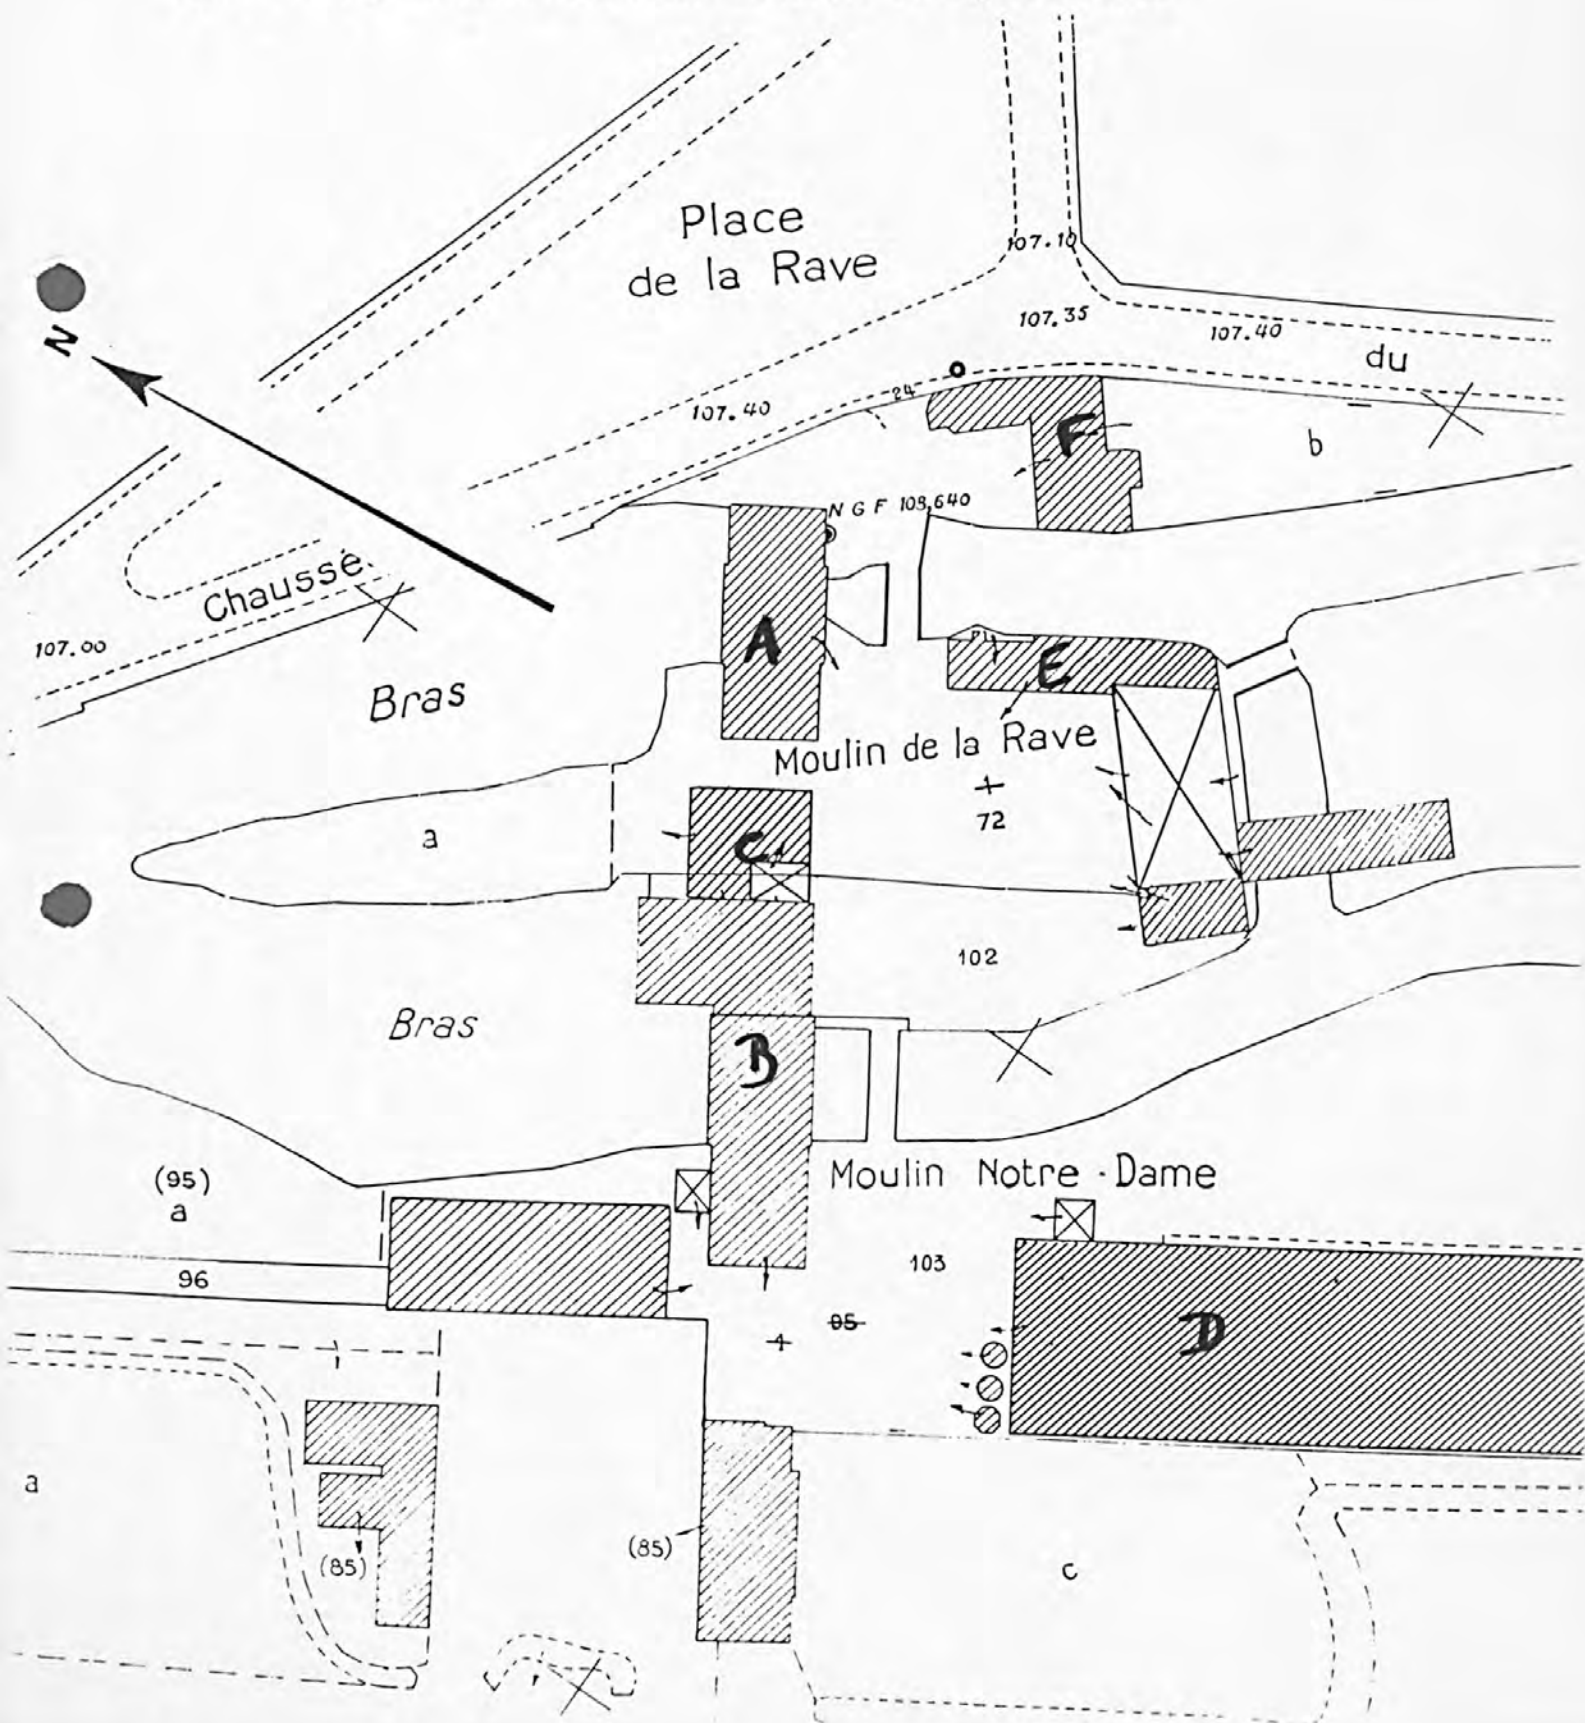 Place
de la Rave
107.10
107.35
107.40
du
N
24
107.40
F
b
N G F 108,640
Chaussé
A
107.00
E
Bras
Moulin de la Rave
72
a
C
102
Bras
B
Moulin Notre-Dame
(95)
a
103
96
95
D
a
(85)
(85)
c